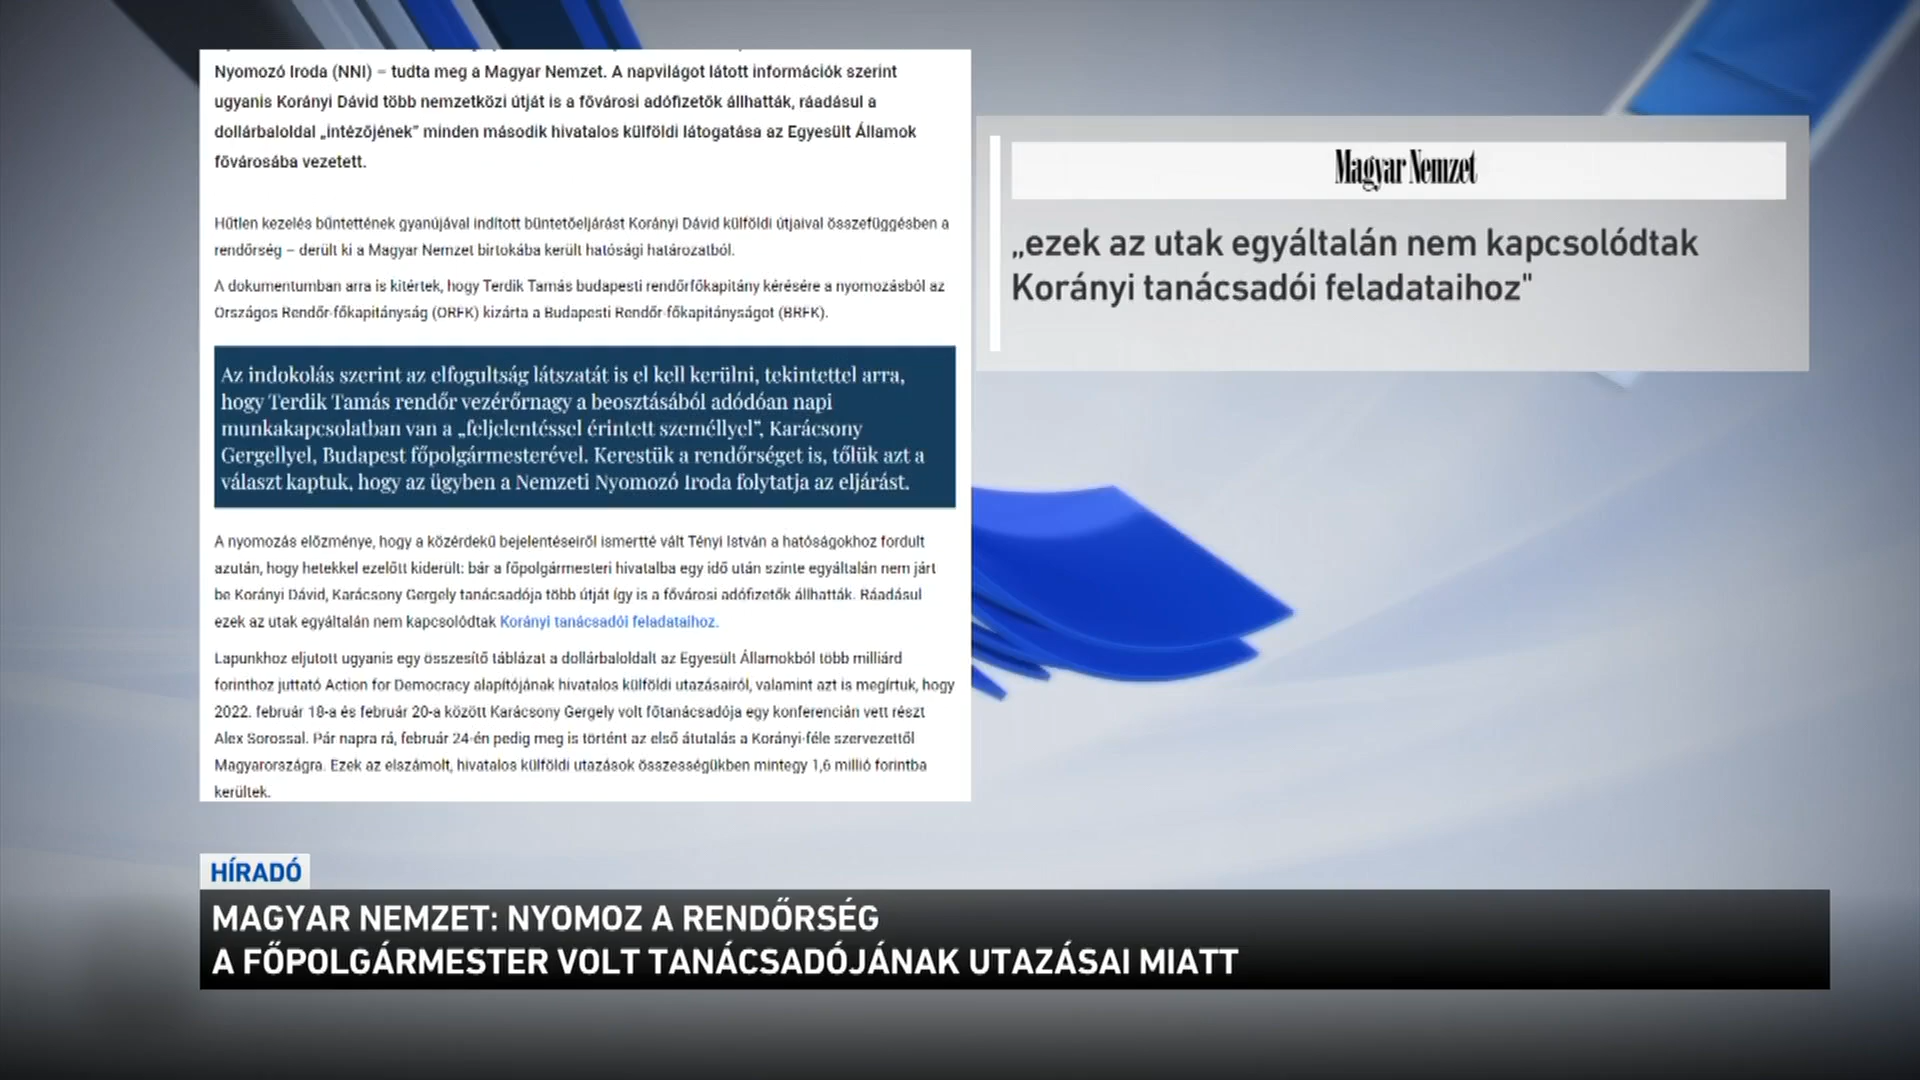 Nyomozó Iroda (NNI) – tudta meg a Magyar Nemzet. A napvilágot látott információk szerint
ugyanis Korányi Dávid több nemzetközi útját is a fővárosi adófizetők állhatták, ráadásul a
dollárbaloldal „intézőjének” minden második hivatalos külföldi látogatása az Egyesült Államok
fővárosába vezetett.
Hűtlen kezelés bűntettének gyanújával indított büntetőeljárást Korányi Dávid külföldi útjaival összefüggésben a
rendőrség – derült ki a Magyar Nemzet birtokába került hatósági határozatból.
A dokumentumban arra is kitértek, hogy Terdik Tamás budapesti rendőrfőkapitány kérésére a nyomozásból az
Országos Rendőr-főkapitányság (ORFK) kizárta a Budapesti Rendőr-főkapitányságot (BRFK).
Az indokolás szerint az elfogultság látszatát is el kell kerülni, tekintettel arra,
hogy Terdik Tamás rendőr vezérőrnagy a beosztásából adódóan napi
munkakapcsolatban van a „feljelentéssel érintett személlyel”, Karácsony
Gergellyel, Budapest főpolgármesterével. Kerestük a rendőrséget is, tőlük azt a
választ kaptuk, hogy az ügyben a Nemzeti Nyomozó Iroda folytatja az eljárást.
A nyomozás előzménye, hogy a közérdekű bejelentéseiről ismertté vált Tényi István a hatóságokhoz fordult
azután, hogy hetekkel ezelőtt kiderült: bár a főpolgármesteri hivatalba egy idő után szinte egyáltalán nem járt
be Korányi Dávid, Karácsony Gergely tanácsadója több útját így is a fővárosi adófizetők állhatták. Ráadásul
ezek az utak egyáltalán nem kapcsolódtak Korányi tanácsadói feladataihoz.
Lapunkhoz eljutott ugyanis egy összesítő táblázat a dollárbaloldalt az Egyesült Államokból több milliárd
forinthoz juttató Action for Democracy alapítójának hivatalos külföldi utazásairól, valamint azt is megírtuk, hogy
2022. február 18-a és február 20-a között Karácsony Gergely volt főtanácsadója egy konferencián vett részt
Alex Sorossal. Pár napra rá, február 24-én pedig meg is történt az első átutalás a Korányi-féle szervezettől
Magyarországra. Ezek az elszámolt, hivatalos külföldi utazások összességükben mintegy 1,6 millió forintba
kerültek.
Magyar Nemzet
„ezek az utak egyáltalán nem kapcsolódtak
Korányi tanácsadói feladataihoz"
HÍRADÓ
MAGYAR NEMZET: NYOMOZ A RENDŐRSÉG
A FŐPOLGÁRMESTER VOLT TANÁCSADÓJÁNAK UTAZÁSAI MIATT